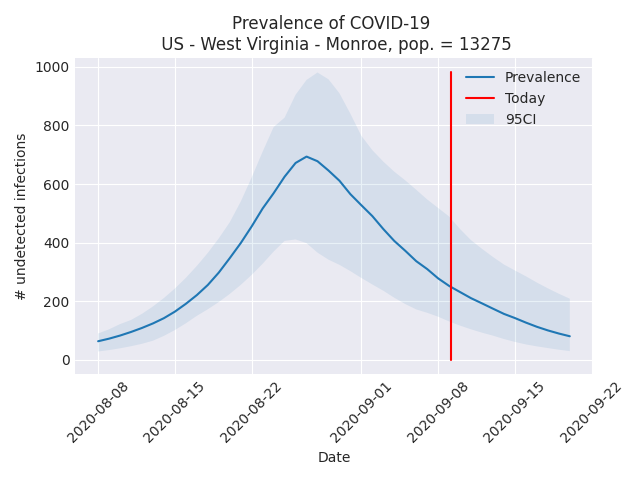 Prevalence of COVID-19
US - West Virginia - Monroe, pop. = 13275
1000
800
600
400
200
0
# undetected infections
Prevalence
Today
95CI
2020-08-08
2020-08-15
2020-08-22
2020-09-01
2020-09-08
2020-09-15
2020-09-22
Date